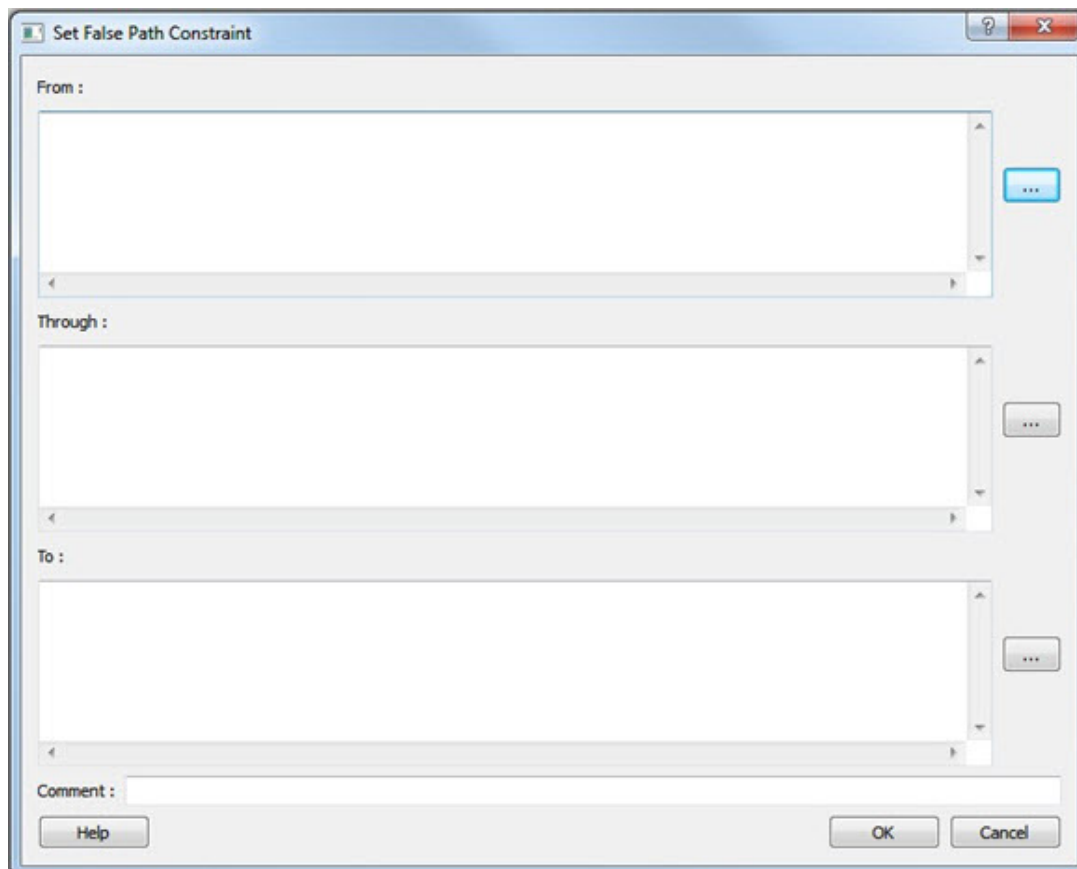 Set False Path Constraint
From :
...
Through :
...
To :
...
Comment :
Help OK Cancel